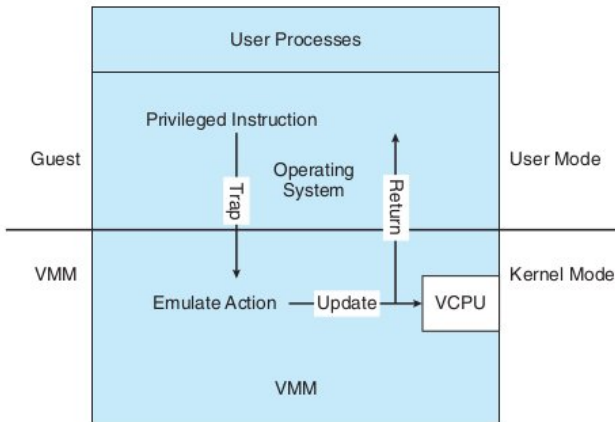 User Processes
Privileged Instruction
Guest
User Mode
Operating
System
Trap
Return
VMM
Kernel Mode
Emulate Action
Update
VCPU
VMM